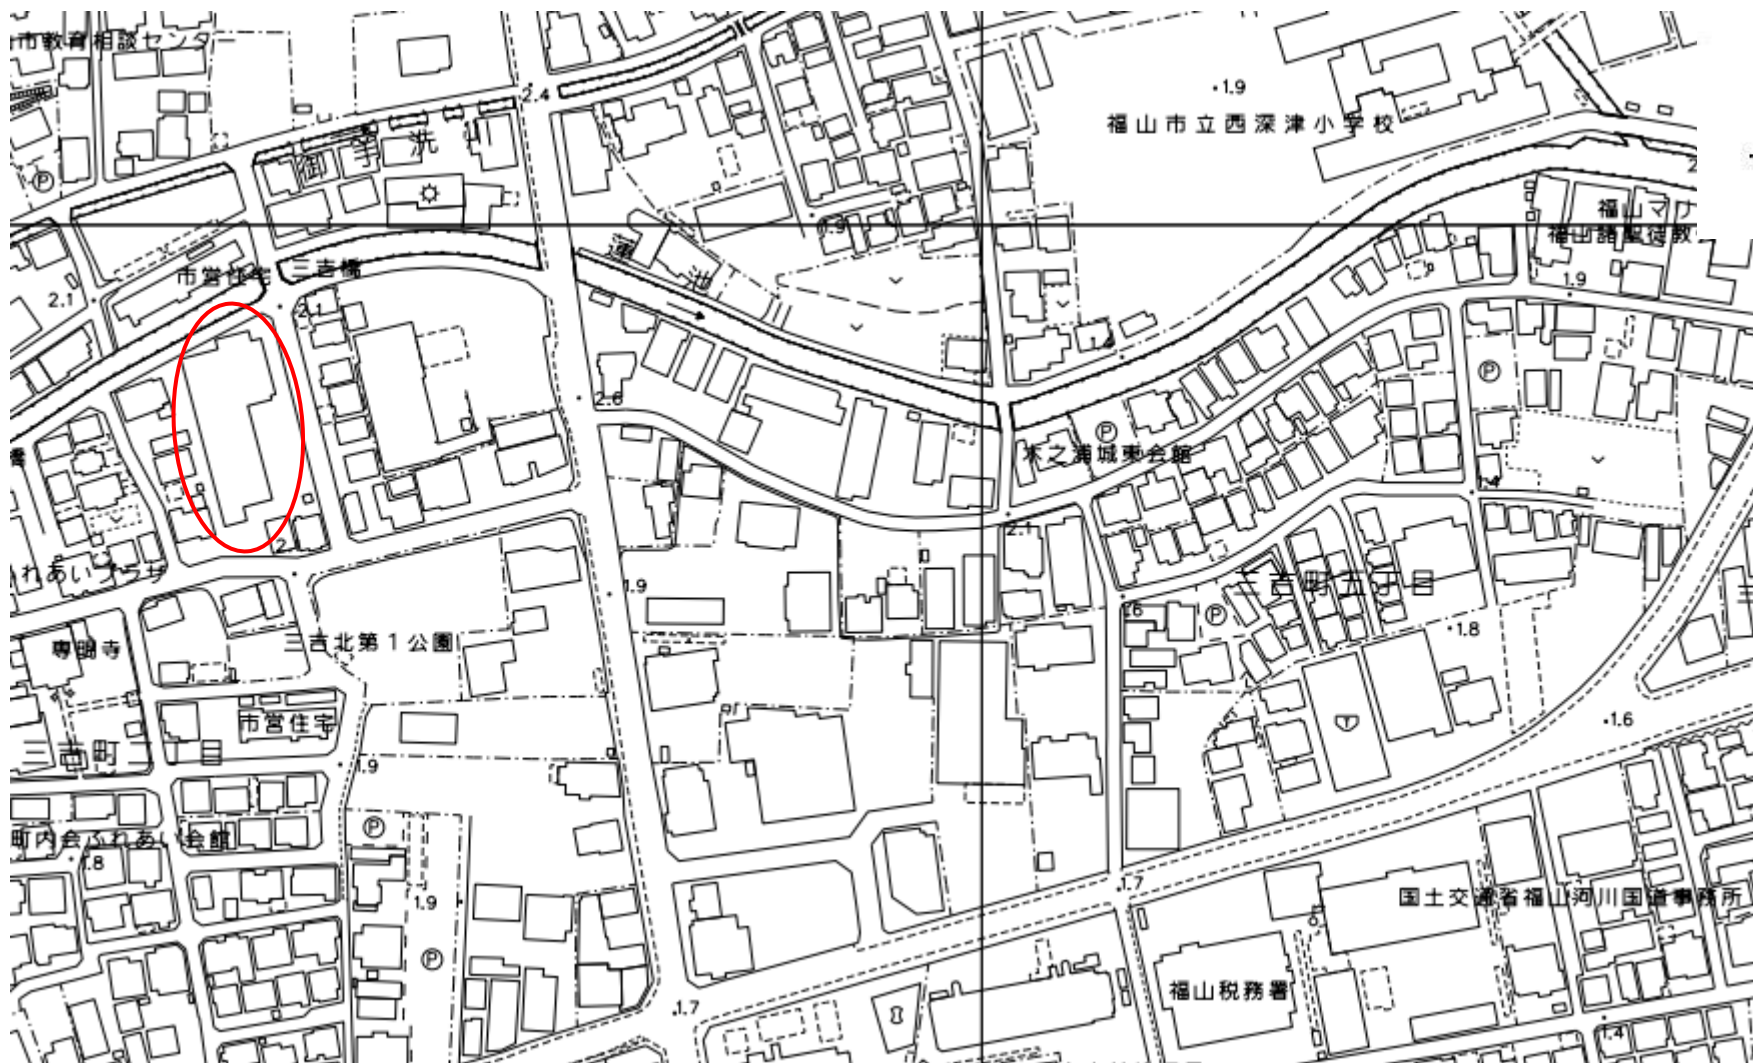 市教育相談センター
2.4
1.9
福山市立西深津小学校
御手洗川
P
1.9
福山マ
福山諸聖徒教
市営住宅
三吉橋
蓮池
2.1
2.1
1.9
P
2.6
P
木之浦城東会館
橋
1.4
2.1
2.
れあいプラザ
1.9
三吉町五丁目
P
1.8
専明寺
三吉北第1公園
市営住宅
1.6
三吉町二丁目
1.9
P
町内会ふれあい会館
1.8
1.7
1.9
国土交通省福山河川国道事務所
P
福山税務署
1.7
1.4